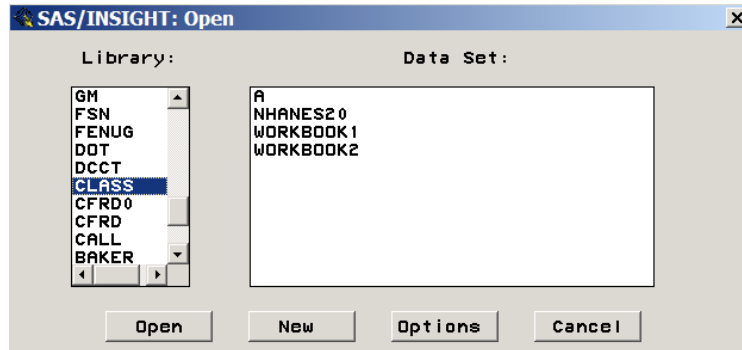 SAS/INSIGHT: Open
Library:
Data Set:
GM
FSN
FENUG
DOT
DCCT
CLASS
CFRD0
CFRD
CALL
BAKER
A
NHANES20
WORKBOOK1
WORKBOOK2
Open
New
Options
Cancel